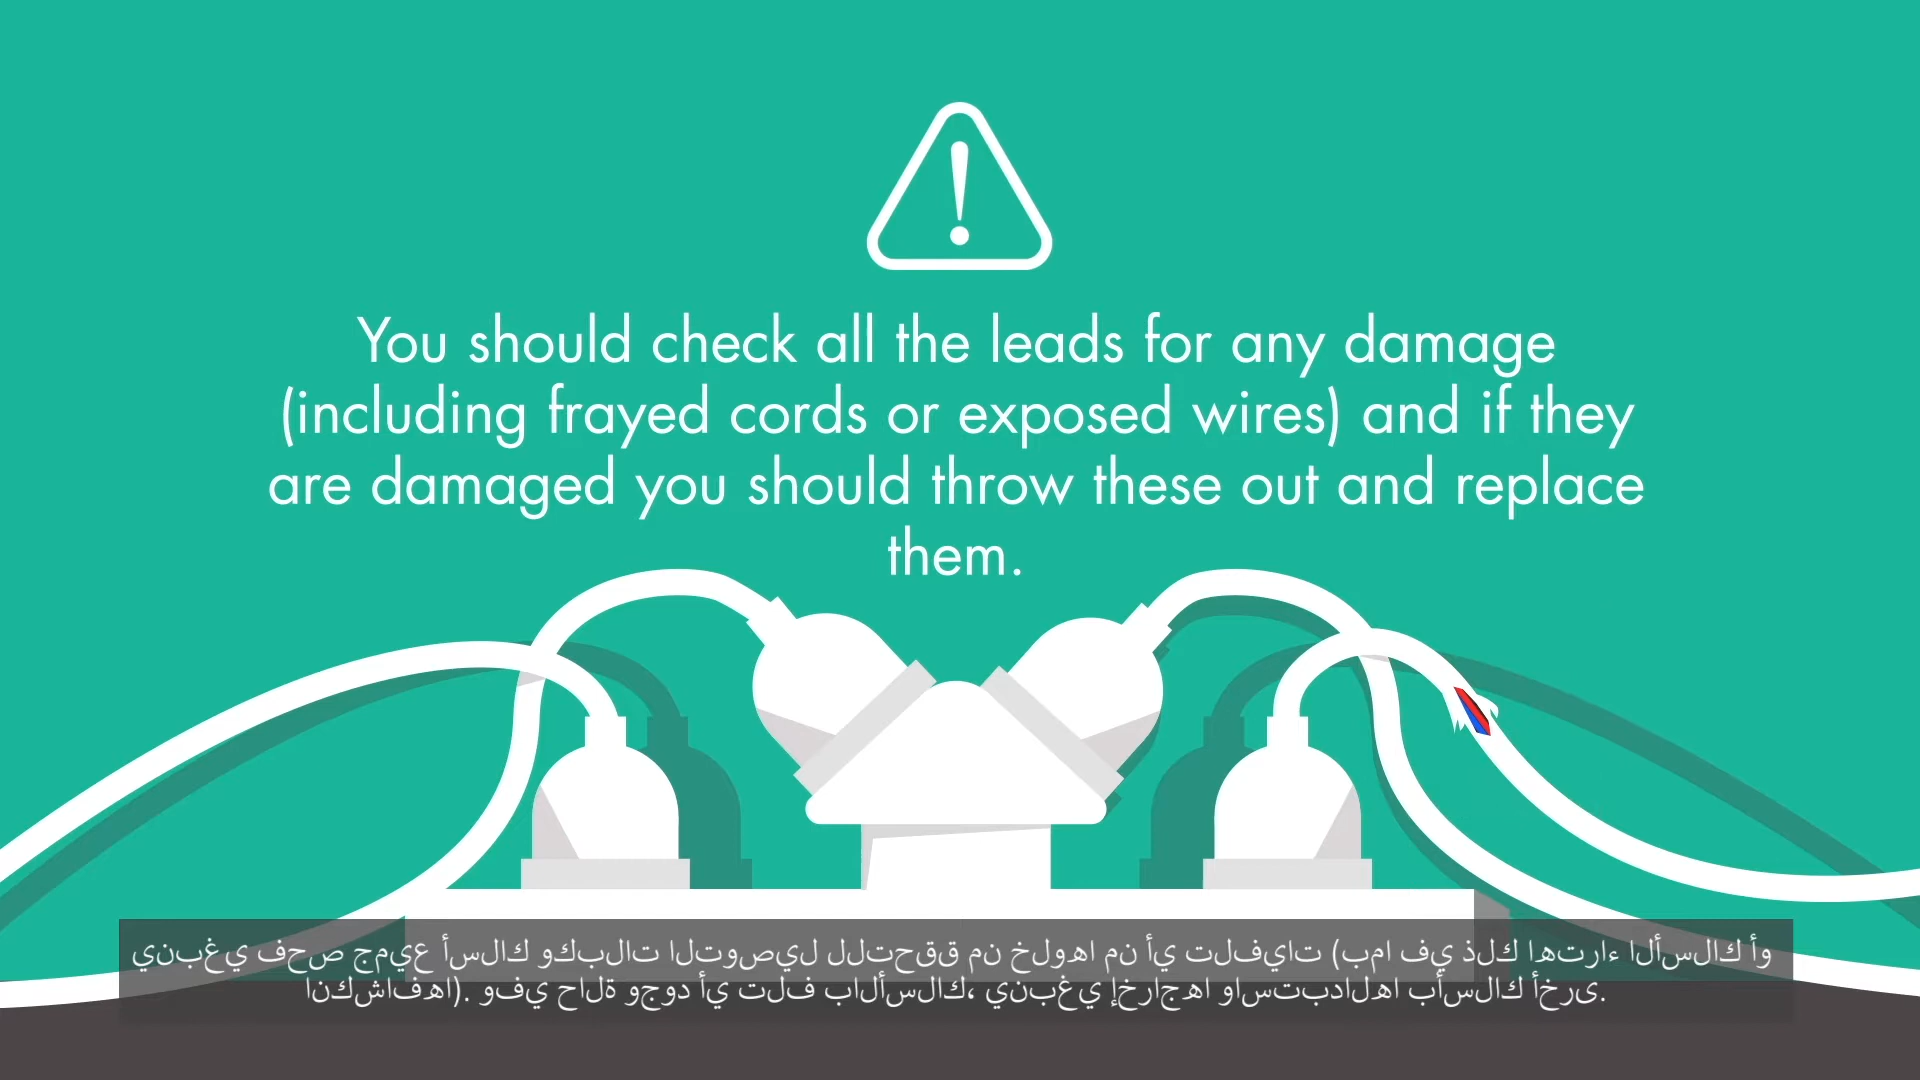 You should check all the leads for any damage
(including frayed cords or exposed wires) and if they
are damaged you should throw these out and replace
them.
ينبغي فحص جميع أسلاك وكبلات التوصيل للتحقق من خلوها من أي تلفيات (بما في ذلك اهتراء الأسلاك أو
انكشافها). وفي حالة وجود أي تلف بالأسلاك، ينبغي إخراجها واستبدالها بأسلاك أخرى.